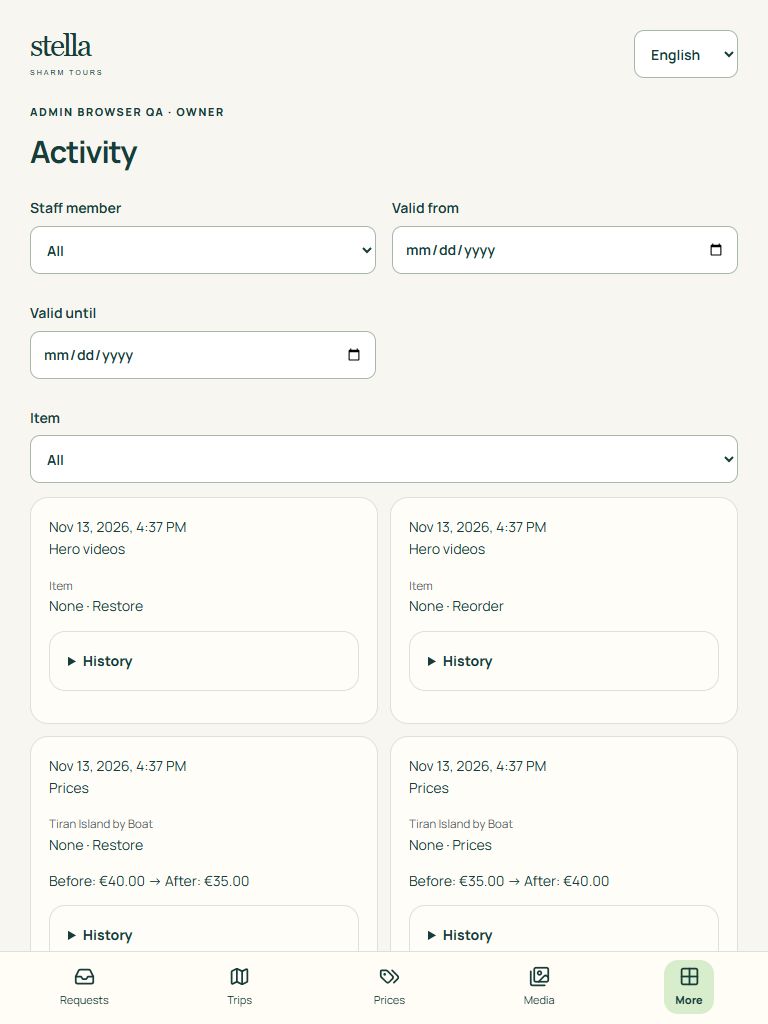 stella
SHARM TOURS
English
ADMIN BROWSER QA · OWNER
Activity
Staff member
All
Valid from
mm/dd/yyyy
Valid until
mm/dd/yyyy
Item
All
Nov 13, 2026, 4:37 PM
Hero videos
Item
None · Restore
History
Nov 13, 2026, 4:37 PM
Hero videos
Item
None · Reorder
History
Nov 13, 2026, 4:37 PM
Prices
Tiran Island by Boat
None · Restore
Before: €40.00 → After: €35.00
History
Nov 13, 2026, 4:37 PM
Prices
Tiran Island by Boat
None · Prices
Before: €35.00 → After: €40.00
History
Requests
Trips
Prices
Media
More